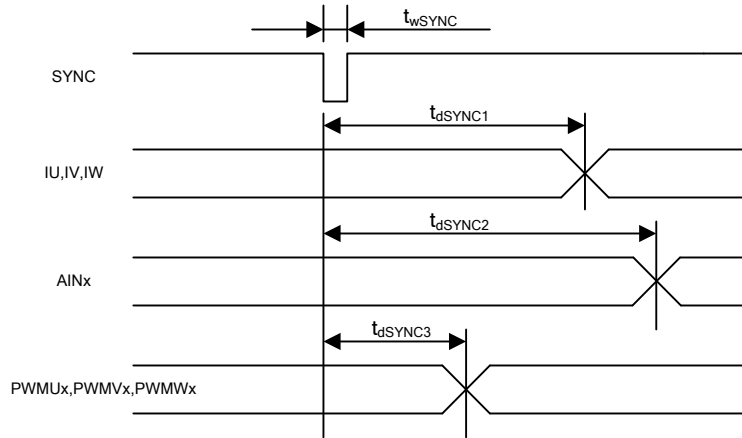 twSYNC
SYNC
tdSYNC1
IU,IV,IW
tdSYNC2
AINx
tdSYNC3
PWMUx,PWMVx,PWMWx